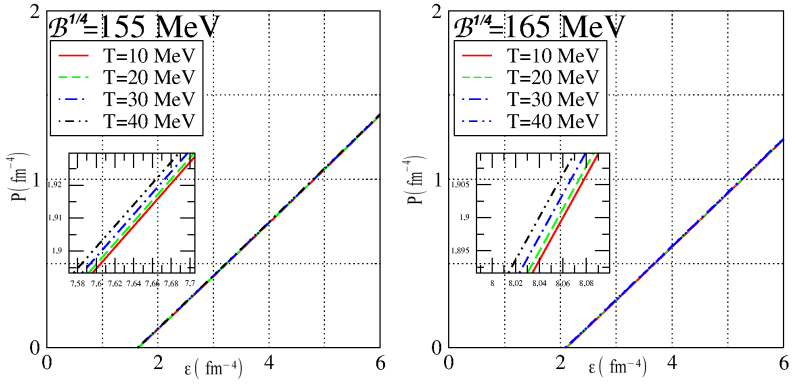 ℬ¹ᐟ⁴=155 MeV
T=10 MeV
T=20 MeV
T=30 MeV
T=40 MeV
2
1
0
P( fm⁻⁴)
1,92
1,91
1,9
7,58 7,6 7,62 7,64 7,66 7,68 7,7
0 2 4 6
ε( fm⁻⁴)
ℬ¹ᐟ⁴=165 MeV
T=10 MeV
T=20 MeV
T=30 MeV
T=40 MeV
2
1
0
P( fm⁻⁴)
1,905
1,9
1,895
8 8,02 8,04 8,06 8,08
0 2 4 6
ε( fm⁻⁴)